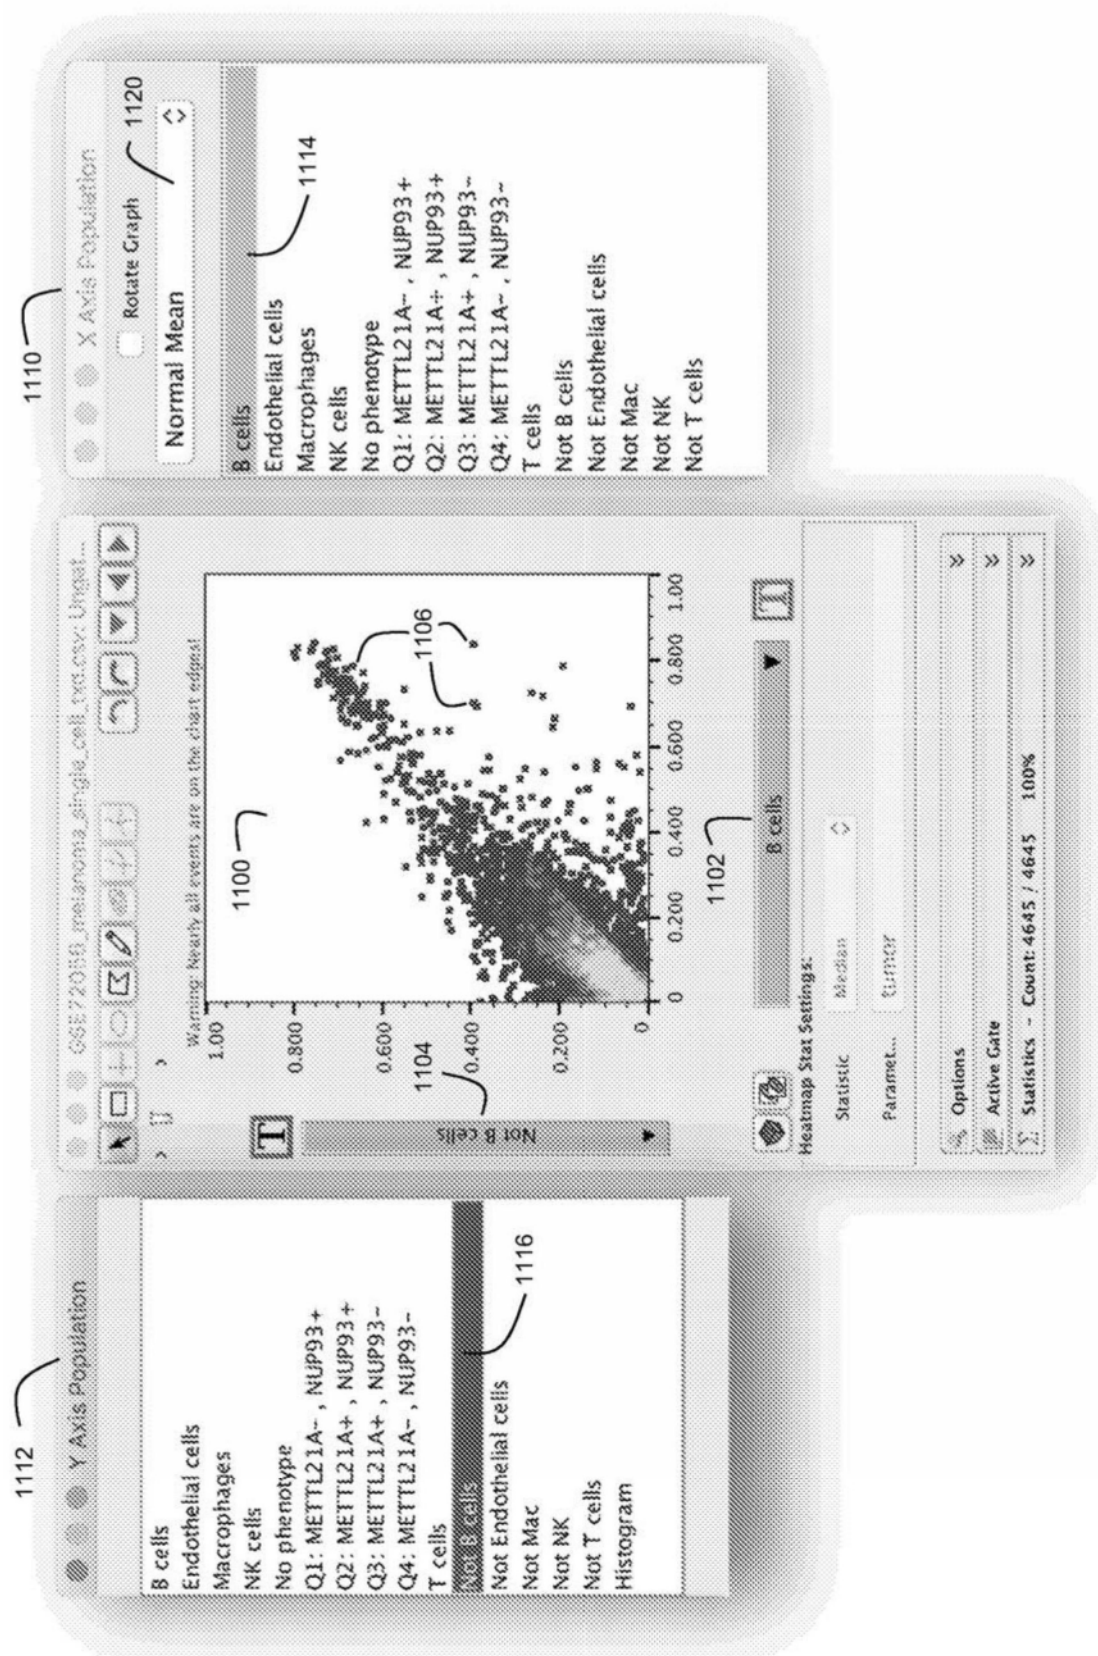 1112
Y Axis Population
B cells
Endothelial cells
Macrophages
NK cells
No phenotype
Q1: METTL21A- , NUP93+
Q2: METTL21A+ , NUP93+
Q3: METTL21A+ , NUP93-
Q4: METTL21A- , NUP93-
T cells
Not B cells
Not Endothelial cells
Not Mac
Not NK
Not T cells
Histogram
1116
GSE72056_melanoma_single_cell_txt.csv: Ungat...
Warning: Nearly all events are on the chart edges!
1100
1106
1.00
0.800
0.600
0.400
0.200
0
0
0.200
0.400
0.600
0.800
1.00
1104
T
Not B cells
1102
B cells
T
Heatmap Stat Settings:
Statistic
Median
Paramet...
tumor
Options
Active Gate
Σ Statistics - Count: 4645 / 4645 100%
1110
X Axis Population
Rotate Graph
1120
Normal Mean
B cells
1114
Endothelial cells
Macrophages
NK cells
No phenotype
Q1: METTL21A- , NUP93+
Q2: METTL21A+ , NUP93+
Q3: METTL21A+ , NUP93-
Q4: METTL21A- , NUP93-
T cells
Not B cells
Not Endothelial cells
Not Mac
Not NK
Not T cells